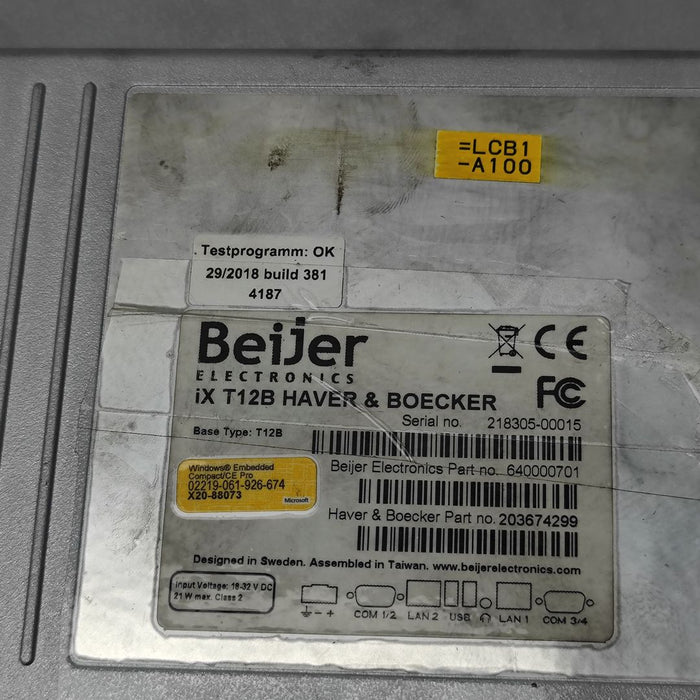 =LCB1
-A100
Testprogramm: OK
29/2018 build 381
4187
Beijer
ELECTRONICS
CE
FC
iX T12B HAVER & BOECKER
Serial no. 218305-00015
Base Type: T12B
Beijer Electronics Part no. 640000701
Windows® Embedded
Compact/CE Pro
02219-061-926-674
X20-88073
Microsoft
Haver & Boecker Part no. 203674299
Designed in Sweden. Assembled in Taiwan. www.beijerelectronics.com
Input Voltage: 18-32 V DC
21 W max. Class 2
- + COM 1/2 LAN 2 USB LAN 1 COM 3/4